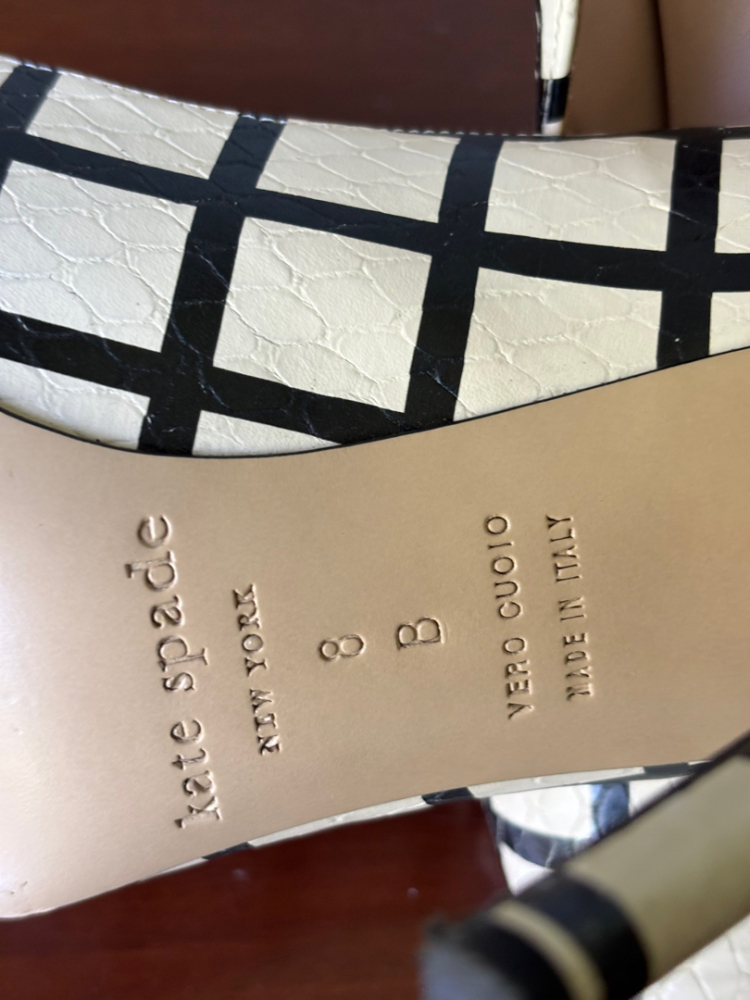 kate spade
NEW YORK
8
B
VERO CUOIO
MADE IN ITALY